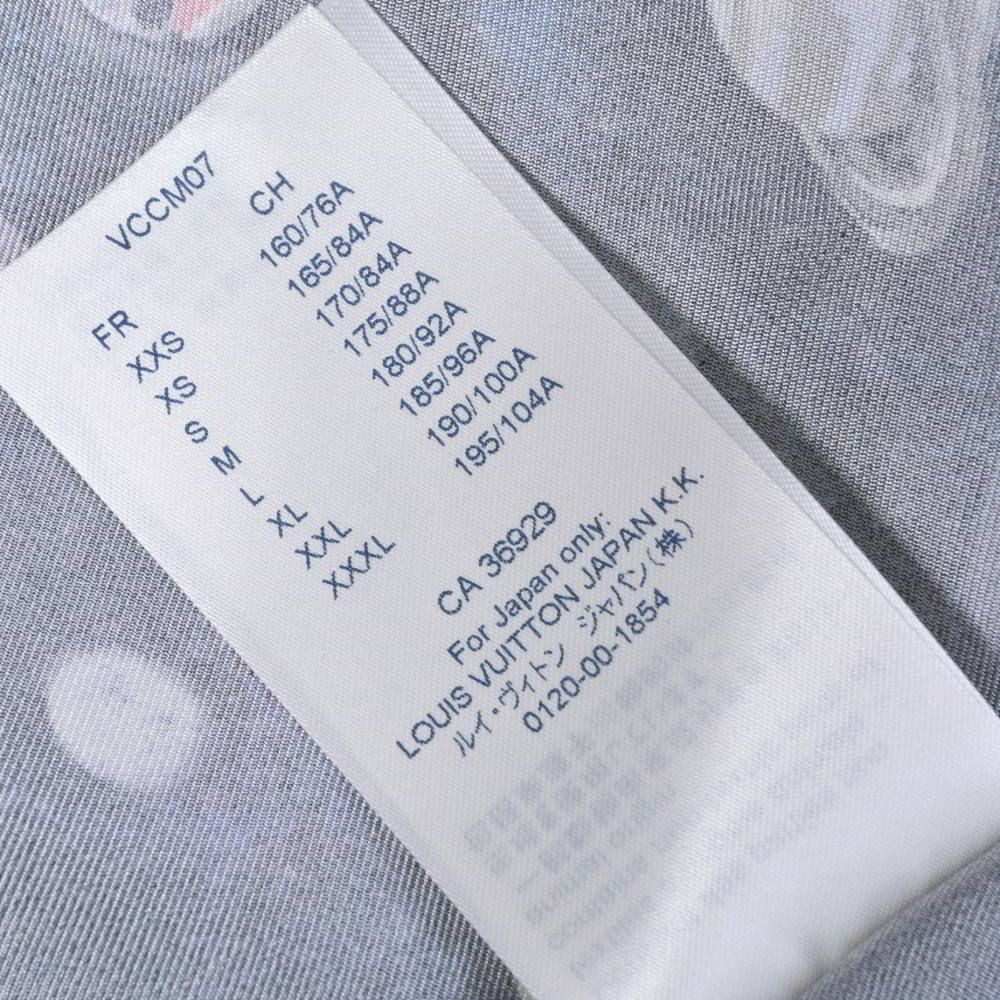 VCCM07
FR CH
XXS 160/76A
XS 165/84A
S 170/84A
M 175/88A
L 180/92A
XL 185/96A
XXL 190/100A
XXXL 195/104A
CA 36929
For Japan only:
LOUIS VUITTON JAPAN K.K.
ルイ・ヴィトン ジャパン(株)
0120-00-1854